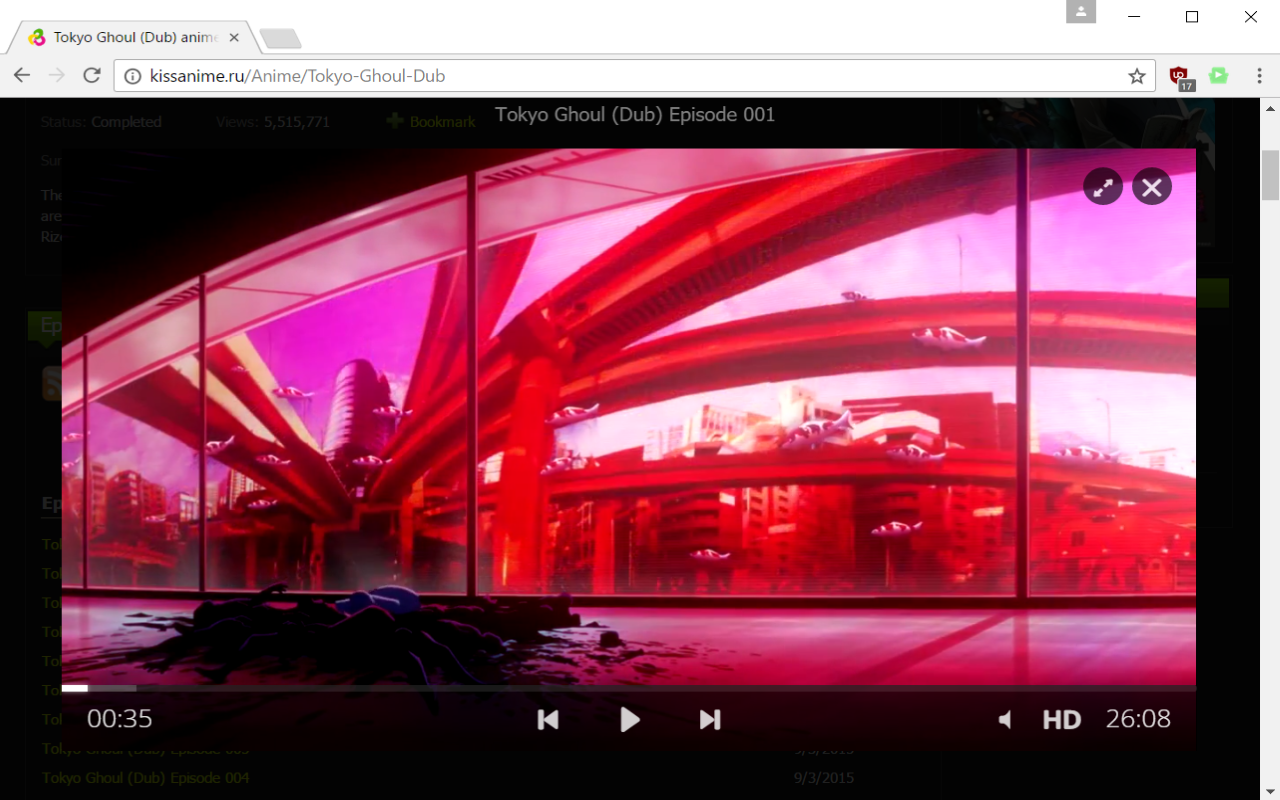 Tokyo Ghoul (Dub) anime
kissanime.ru/Anime/Tokyo-Ghoul-Dub
17
Status: Completed Views: 5,515,771 Bookmark
Tokyo Ghoul (Dub) Episode 001
The
are
Rize
Ep
Ep
Tok
Tok
Tok
Tok
Tok
Tok
Tok
00:35 HD 26:08
Tokyo Ghoul (Dub) Episode 005 9/3/2015
Tokyo Ghoul (Dub) Episode 004 9/3/2015